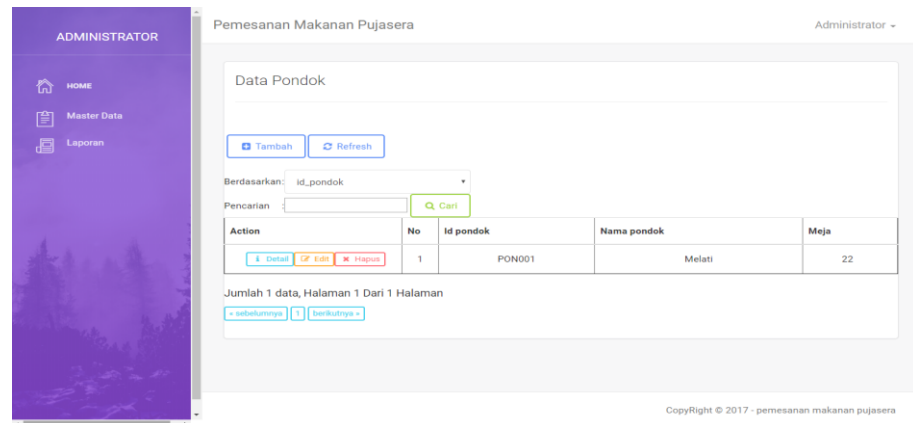 ADMINISTRATOR
HOME
Master Data
Laporan
Pemesanan Makanan Pujasera
Administrator
Data Pondok
Tambah Refresh
Berdasarkan: id_pondok
Pencarian : Cari
Action No Id pondok Nama pondok Meja
Detail Edit Hapus 1 PON001 Melati 22
Jumlah 1 data, Halaman 1 Dari 1 Halaman
« sebelumnya 1 berikutnya »
CopyRight © 2017 - pemesanan makanan pujasera